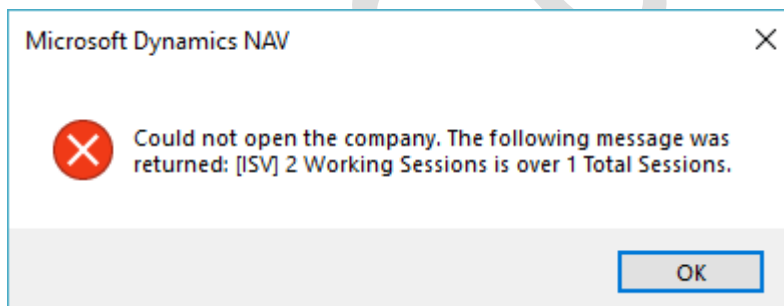 Microsoft Dynamics NAV
Could not open the company. The following message was
returned: [ISV] 2 Working Sessions is over 1 Total Sessions.
OK